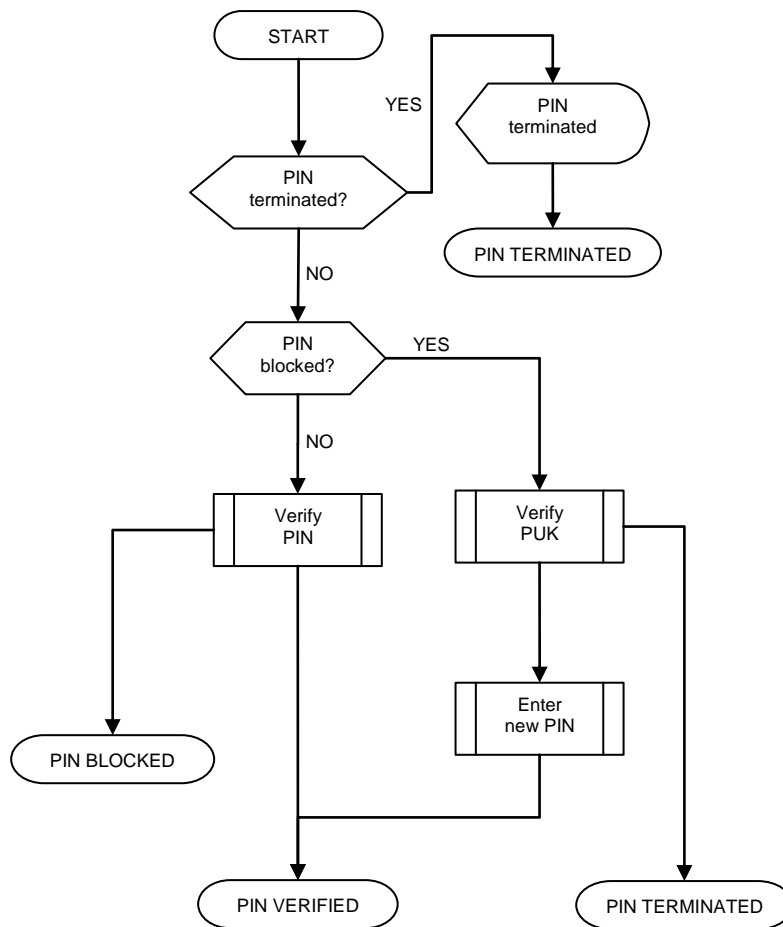 START
YES
PIN
terminated
PIN
terminated?
PIN TERMINATED
NO
PIN
blocked?
YES
NO
Verify
PIN
Verify
PUK
Enter
new PIN
PIN BLOCKED
PIN VERIFIED
PIN TERMINATED